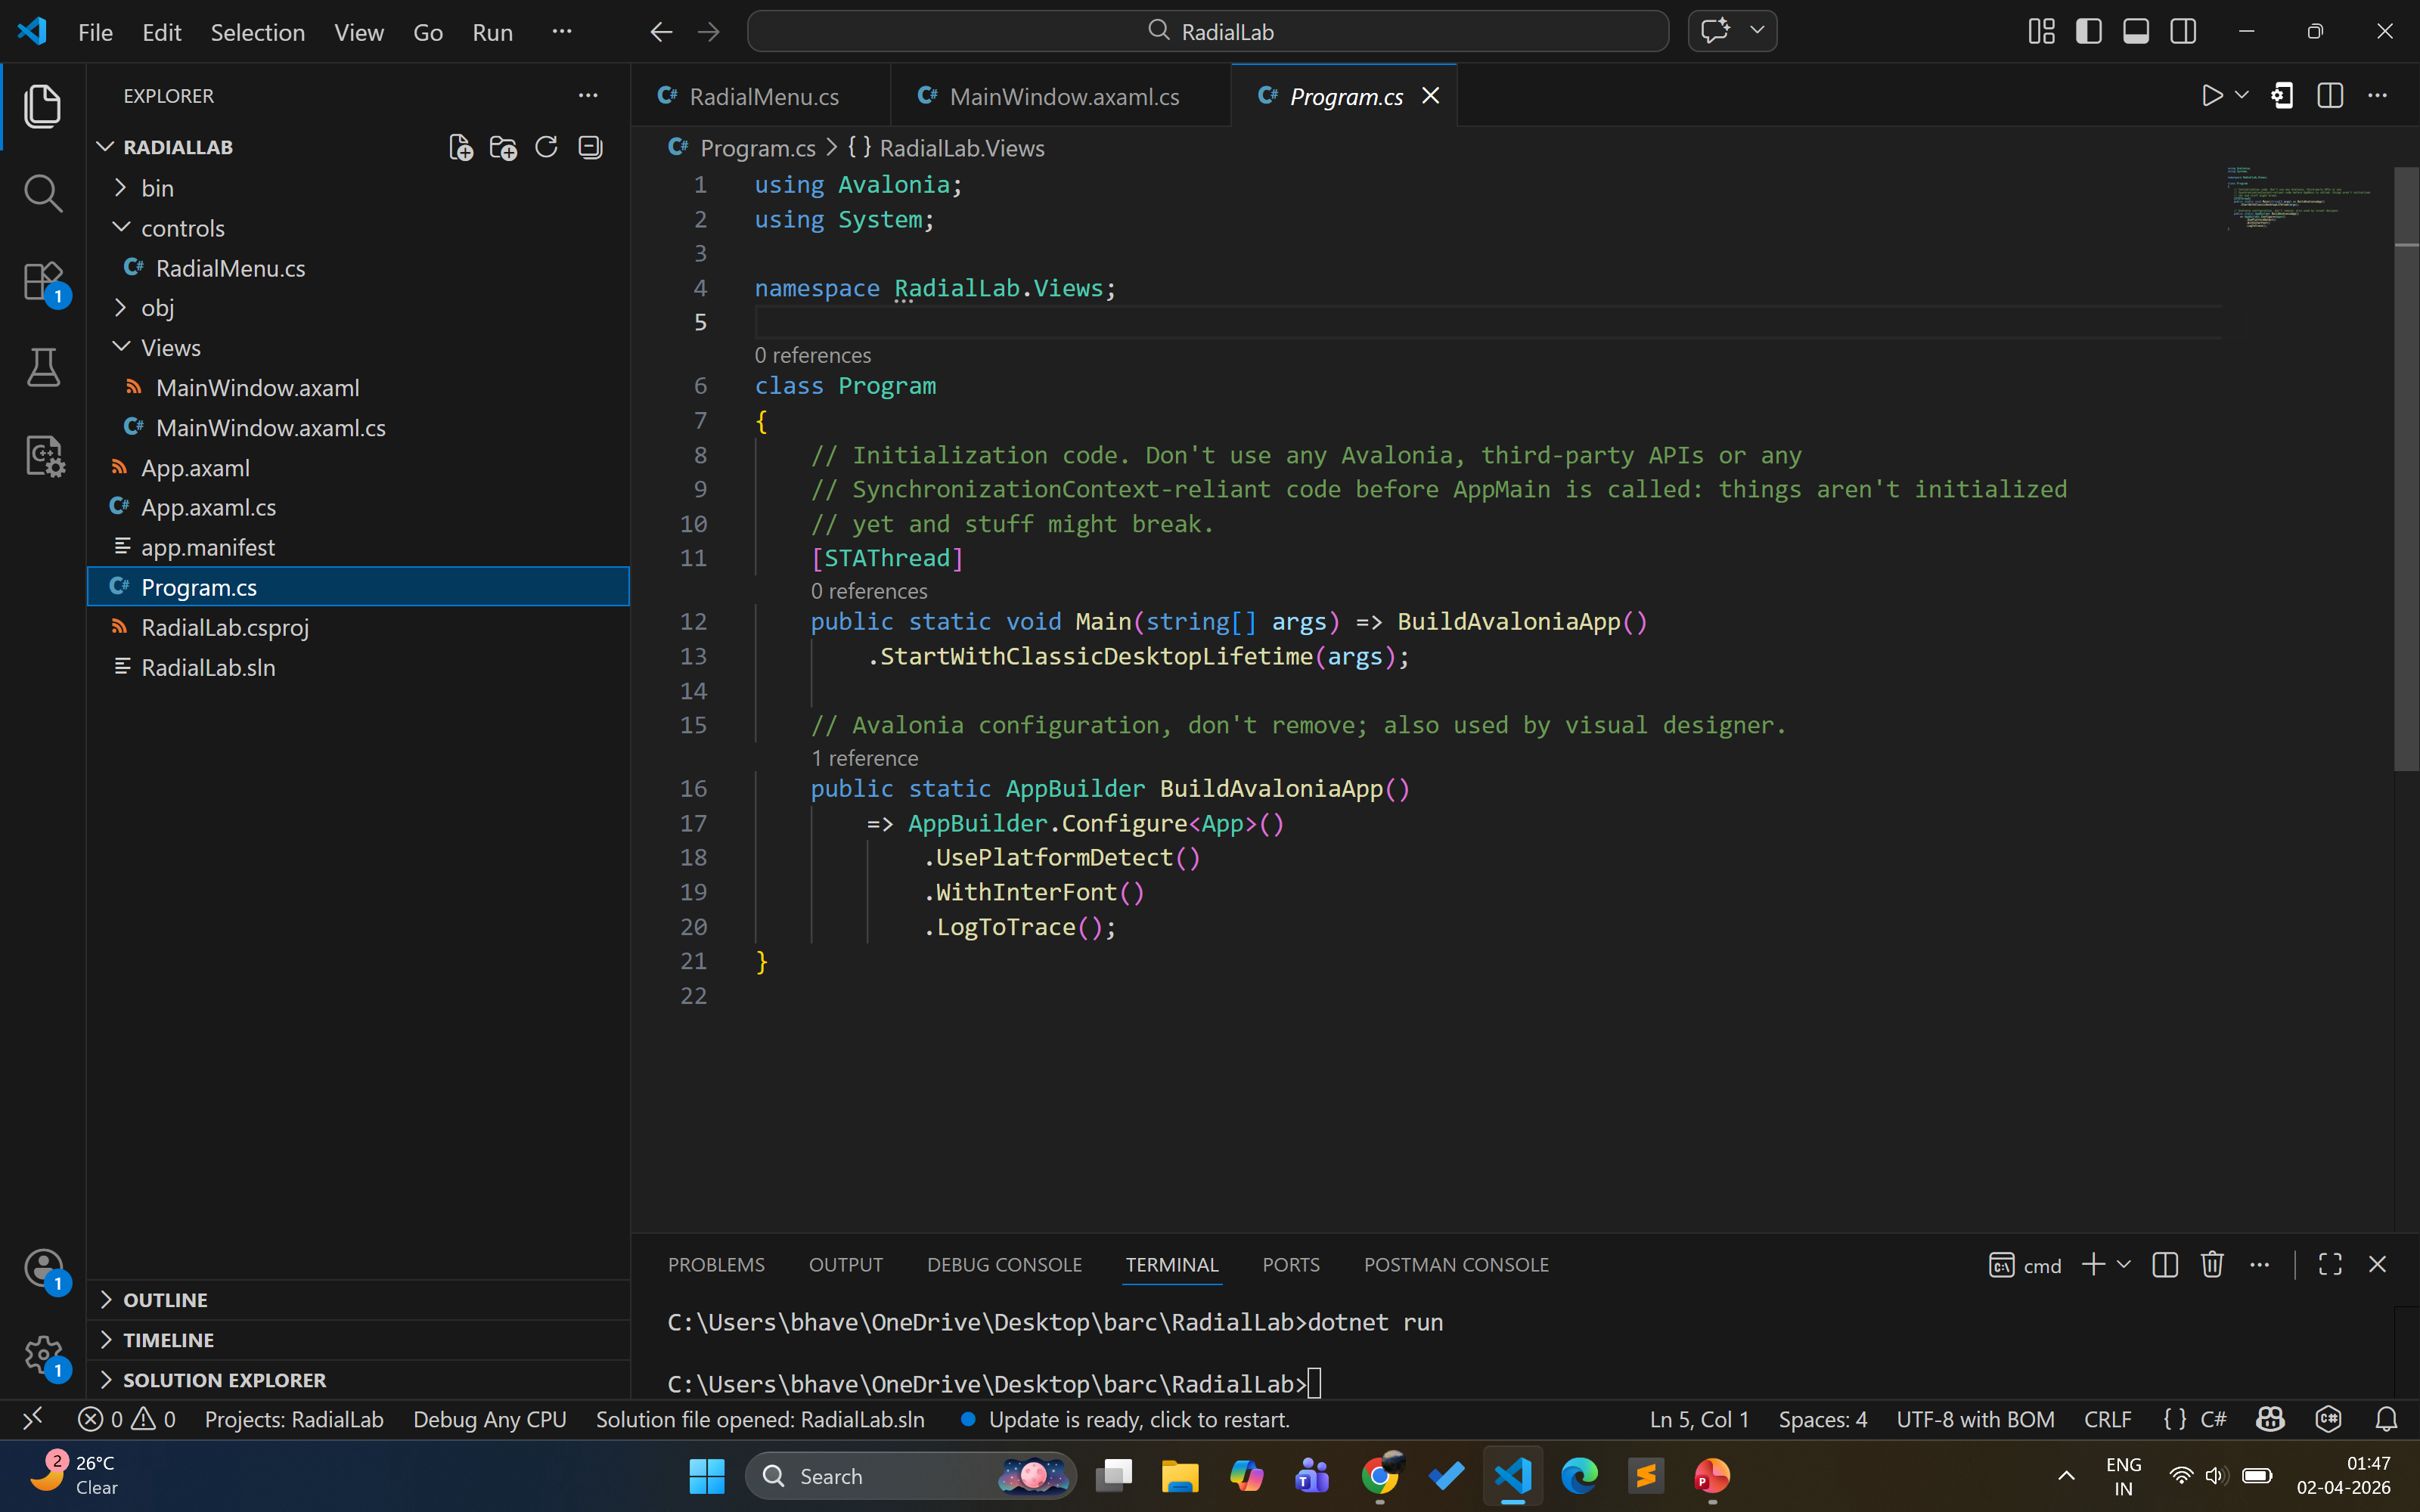 File Edit Selection View Go Run ···
RadialLab
EXPLORER
RADIALLAB
bin
controls
C# RadialMenu.cs
obj
Views
MainWindow.axaml
C# MainWindow.axaml.cs
App.axaml
C# App.axaml.cs
app.manifest
C# Program.cs
RadialLab.csproj
RadialLab.sln
OUTLINE
TIMELINE
SOLUTION EXPLORER
1
1
1
C# RadialMenu.cs
C# MainWindow.axaml.cs
C# Program.cs
C# Program.cs > { } RadialLab.Views
1 using Avalonia;
2 using System;
3
4 namespace RadialLab.Views;
5
0 references
6 class Program
7 {
8 // Initialization code. Don't use any Avalonia, third-party APIs or any
9 // SynchronizationContext-reliant code before AppMain is called: things aren't initialized
10 // yet and stuff might break.
11 [STAThread]
0 references
12 public static void Main(string[] args) => BuildAvaloniaApp()
13 .StartWithClassicDesktopLifetime(args);
14
15 // Avalonia configuration, don't remove; also used by visual designer.
1 reference
16 public static AppBuilder BuildAvaloniaApp()
17 => AppBuilder.Configure<App>()
18 .UsePlatformDetect()
19 .WithInterFont()
20 .LogToTrace();
21 }
22
PROBLEMS OUTPUT DEBUG CONSOLE TERMINAL PORTS POSTMAN CONSOLE
cmd
C:\Users\bhave\OneDrive\Desktop\barc\RadialLab>dotnet run
C:\Users\bhave\OneDrive\Desktop\barc\RadialLab>
0 0 Projects: RadialLab Debug Any CPU Solution file opened: RadialLab.sln Update is ready, click to restart. Ln 5, Col 1 Spaces: 4 UTF-8 with BOM CRLF { } C#
2
26°C
Clear
Search
ENG
IN
01:47
02-04-2026